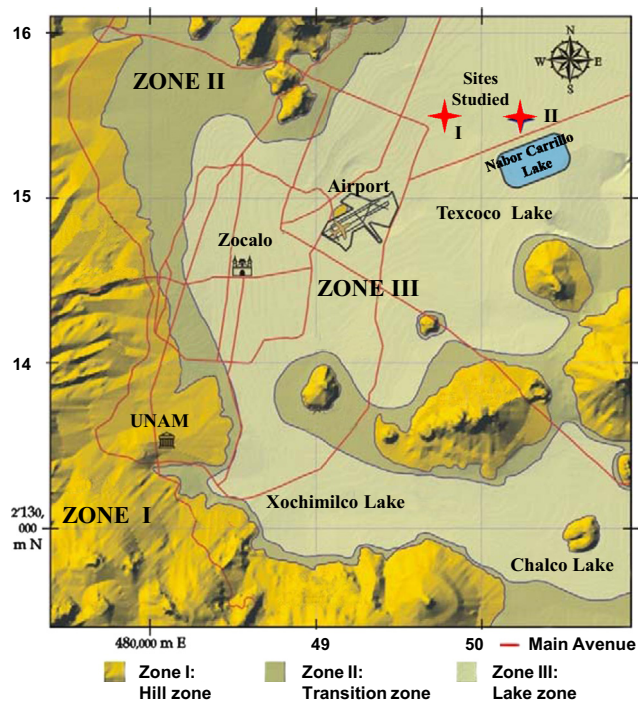 16
ZONE II
Sites
Studied
N
W E
S
I
II
Nabor Carrillo
Lake
15
Airport
Texcoco Lake
Zocalo
ZONE III
14
UNAM
Xochimilco Lake
2'130,
000
m N
ZONE I
Chalco Lake
480,000 m E
49
50
Main Avenue
Zone I:
Hill zone
Zone II:
Transition zone
Zone III:
Lake zone